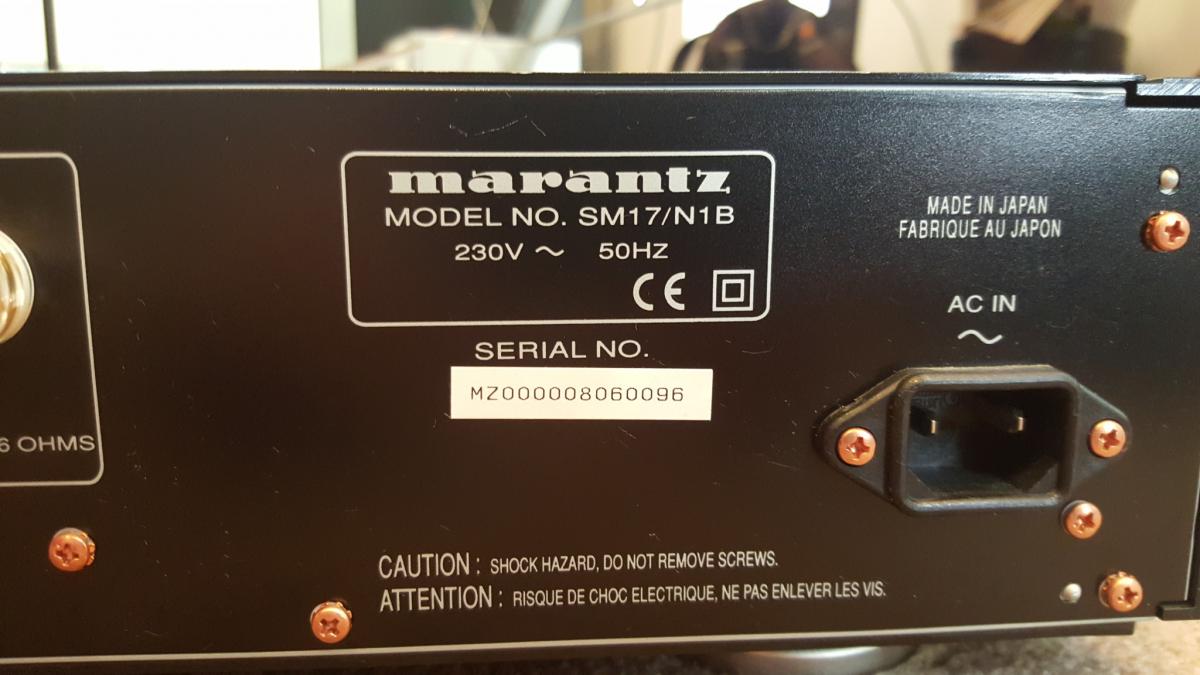 marantz
MODEL NO. SM17/N1B
230V ~ 50HZ
CE
SERIAL NO.
MZ000008060096
MADE IN JAPAN
FABRIQUE AU JAPON
AC IN
~
6 OHMS
CAUTION : SHOCK HAZARD, DO NOT REMOVE SCREWS.
ATTENTION : RISQUE DE CHOC ELECTRIQUE, NE PAS ENLEVER LES VIS.